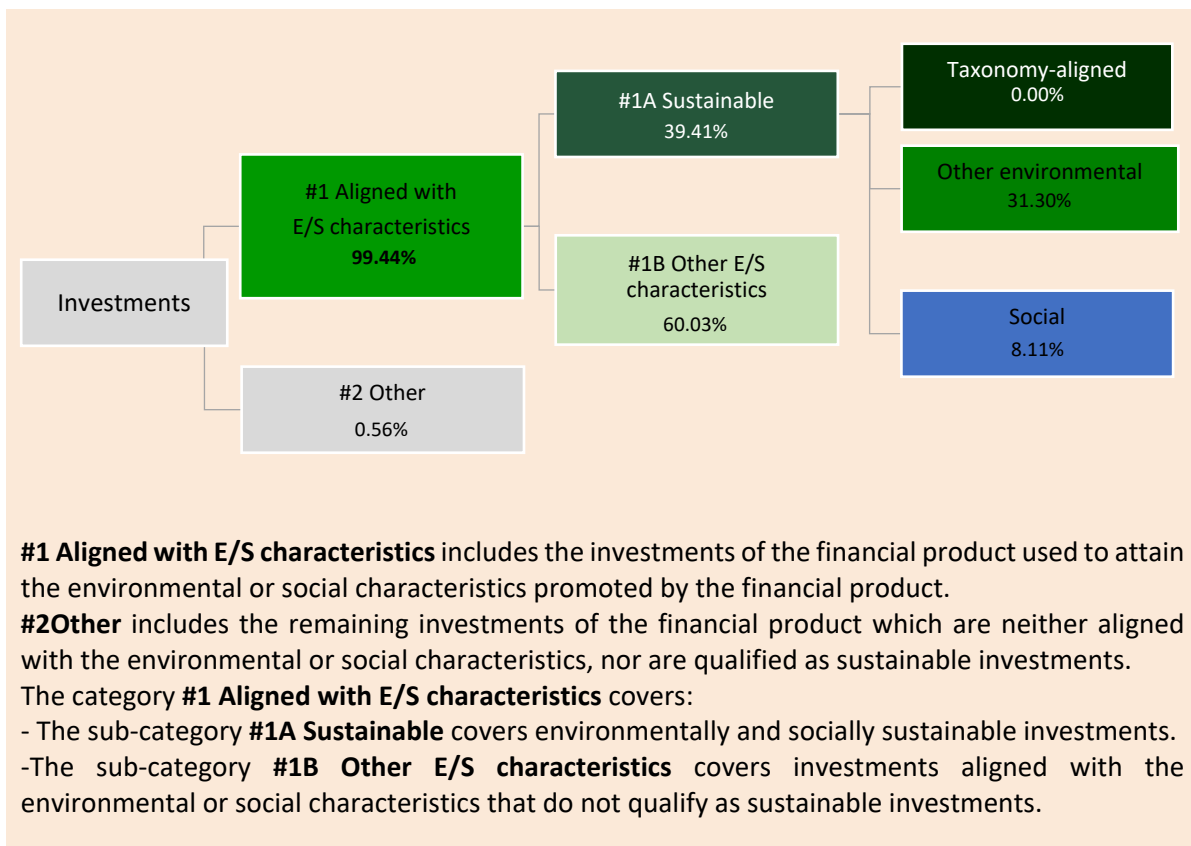 Investments
#1 Aligned with
E/S characteristics
99.44%
#2 Other
0.56%
#1A Sustainable
39.41%
#1B Other E/S
characteristics
60.03%
Taxonomy-aligned
0.00%
Other environmental
31.30%
Social
8.11%
#1 Aligned with E/S characteristics includes the investments of the financial product used to attain
the environmental or social characteristics promoted by the financial product.
#2Other includes the remaining investments of the financial product which are neither aligned
with the environmental or social characteristics, nor are qualified as sustainable investments.
The category #1 Aligned with E/S characteristics covers:
- The sub-category #1A Sustainable covers environmentally and socially sustainable investments.
-The sub-category #1B Other E/S characteristics covers investments aligned with the
environmental or social characteristics that do not qualify as sustainable investments.